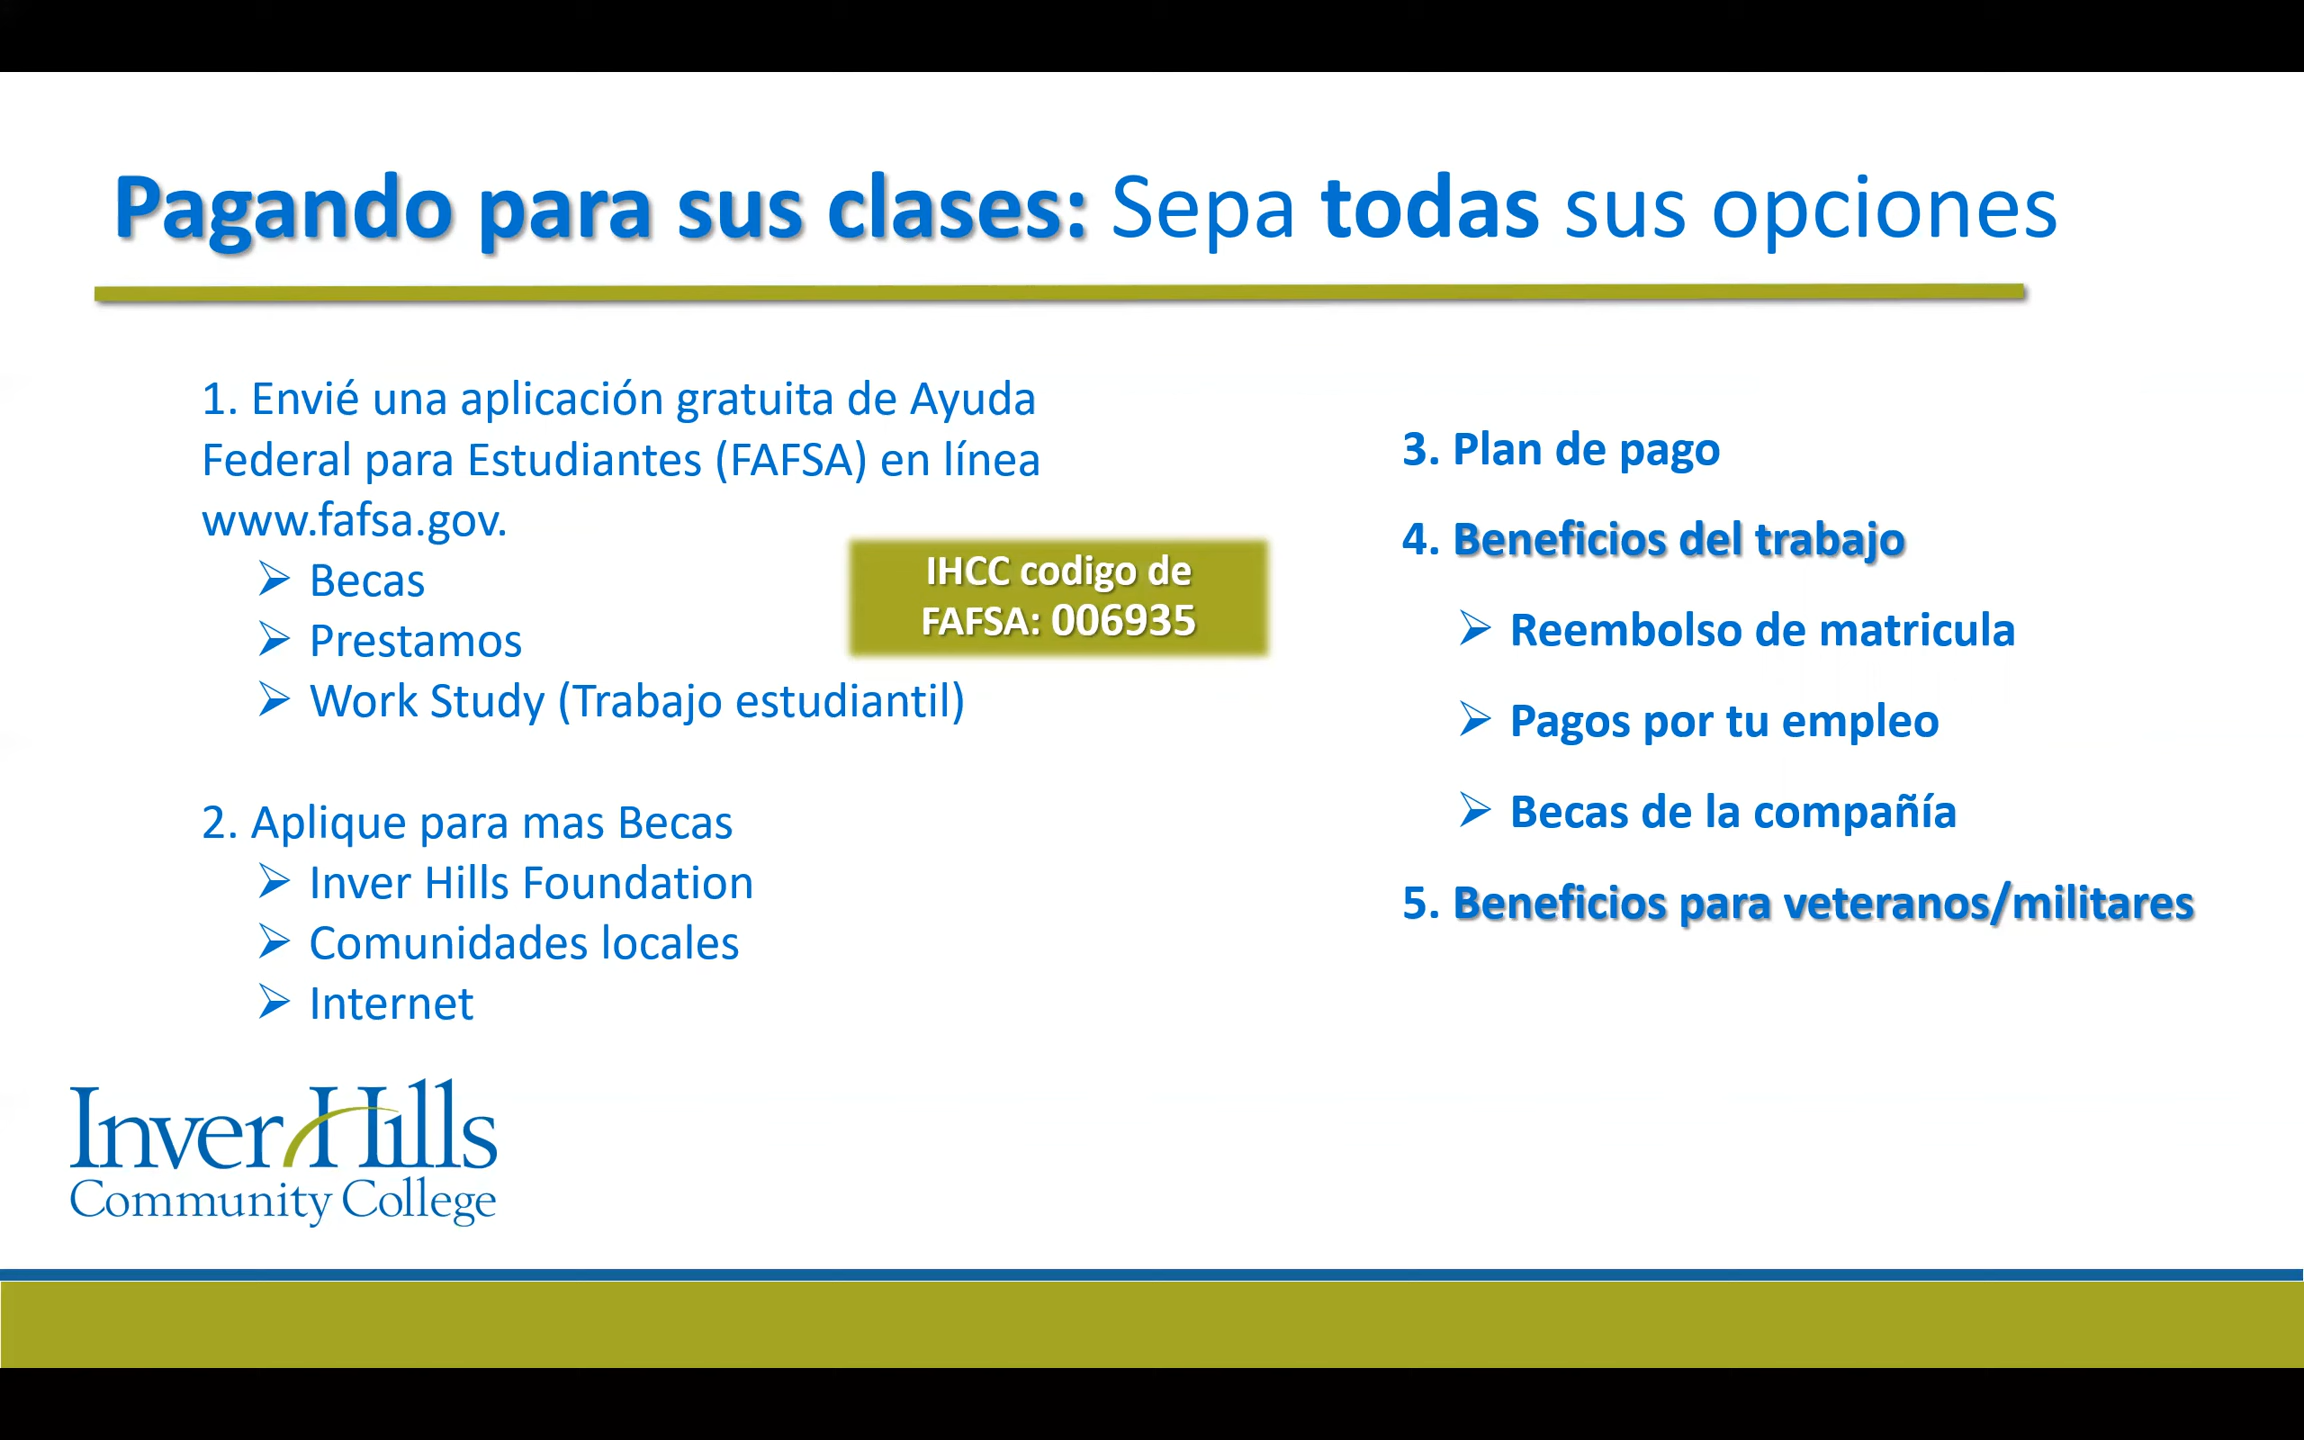 Pagando para sus clases: Sepa todas sus opciones
1. Envié una aplicación gratuita de Ayuda
Federal para Estudiantes (FAFSA) en línea
www.fafsa.gov.
➢ Becas
➢ Prestamos
➢ Work Study (Trabajo estudiantil)
IHCC codigo de
FAFSA: 006935
2. Aplique para mas Becas
➢ Inver Hills Foundation
➢ Comunidades locales
➢ Internet
3. Plan de pago
4. Beneficios del trabajo
➢ Reembolso de matricula
➢ Pagos por tu empleo
➢ Becas de la compañía
5. Beneficios para veteranos/militares
Inver Hills
Community College